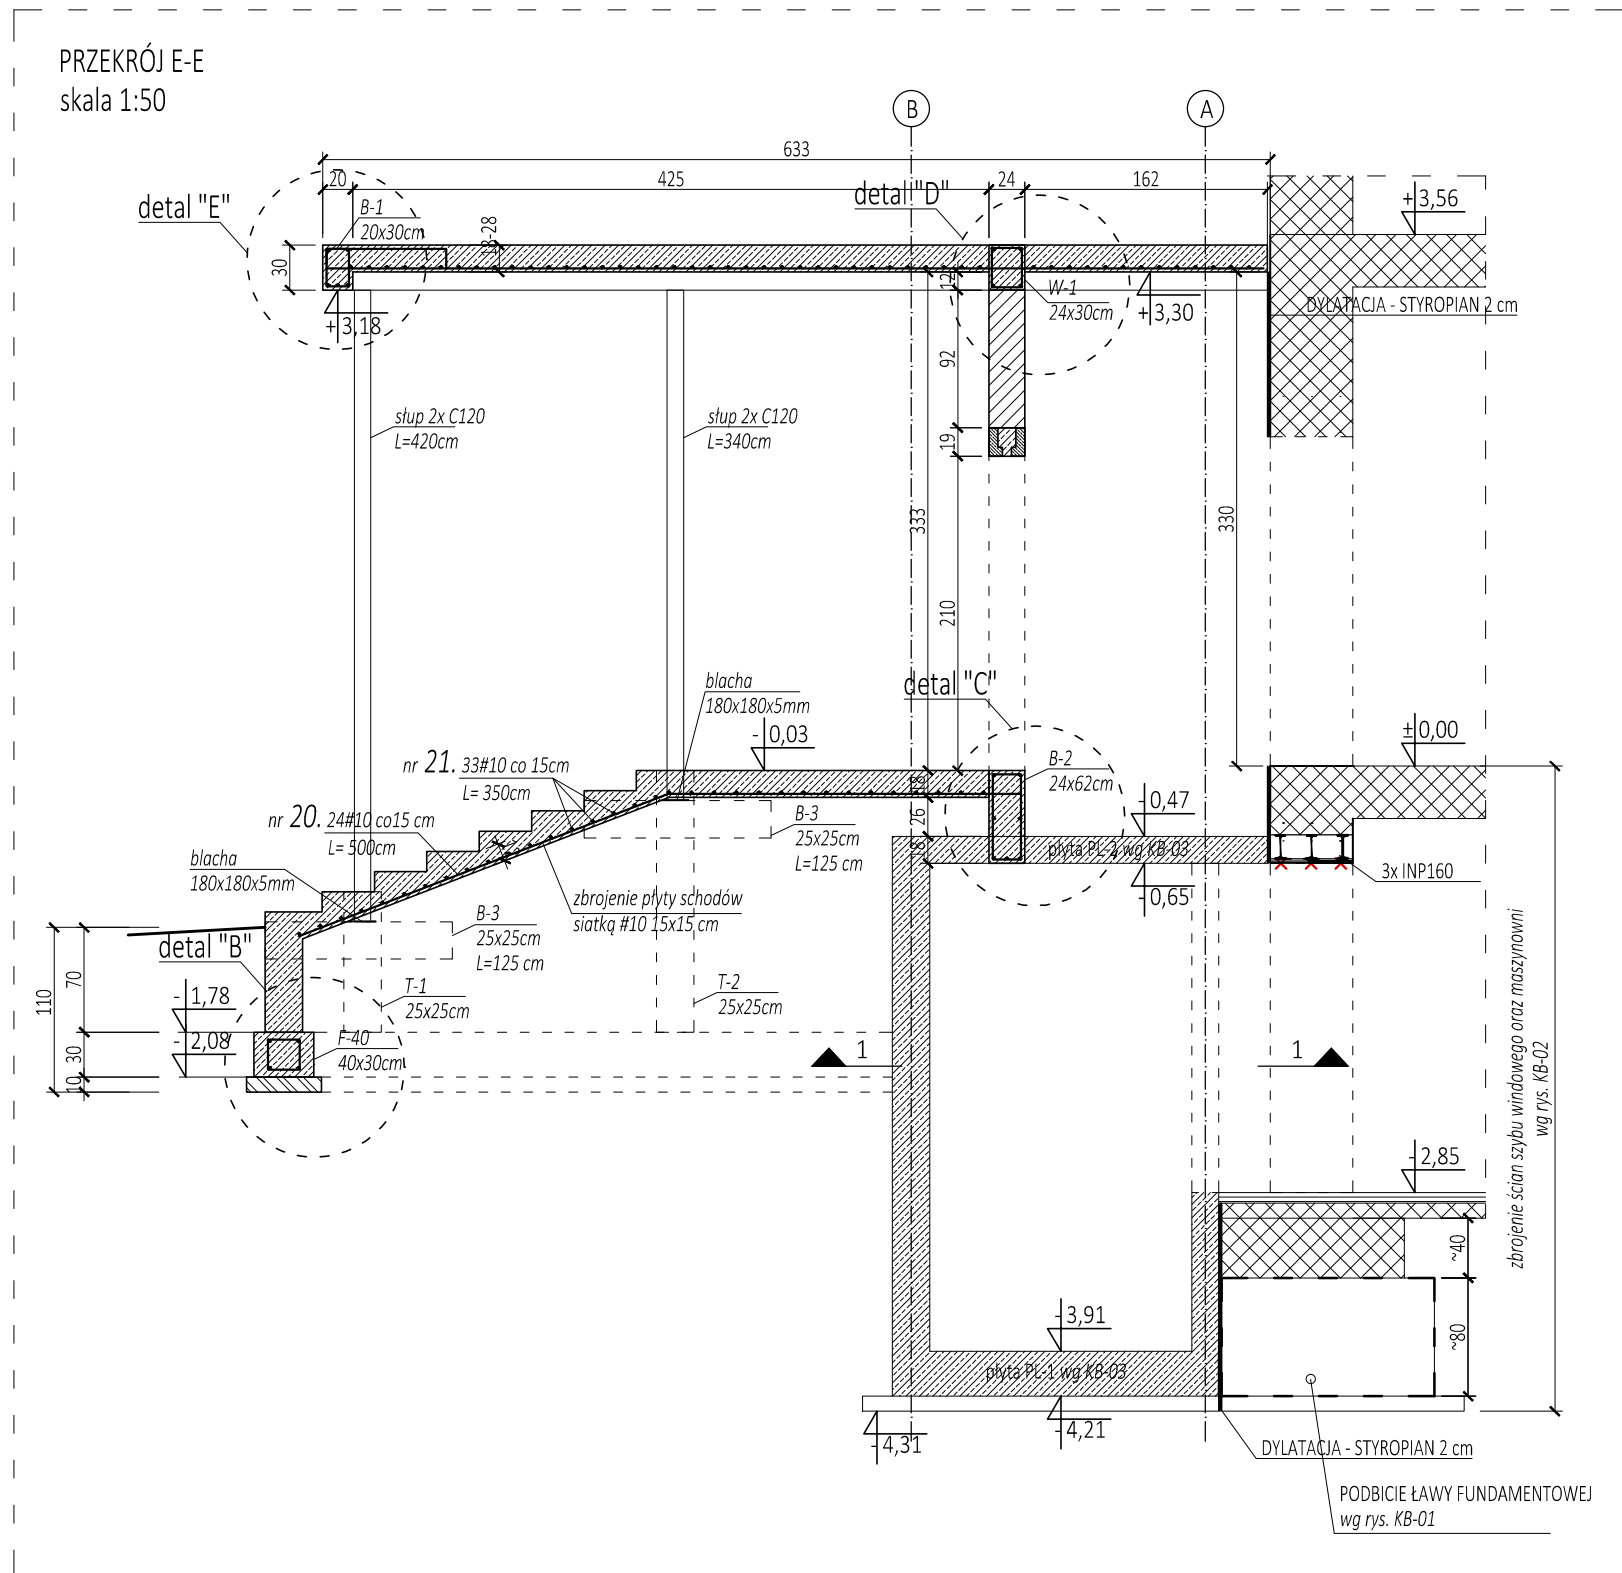 PRZEKRÓJ E-E
skala 1:50
B
A
633
20
425
24
162
detal "E"
B-1
20x30cm
18-28
detal "D"
+3,56
30
12
W-1
24x30cm
+3,18
+3,30
DYLATACJA - STYROPIAN 2 cm
92
słup 2x C120
L=420cm
słup 2x C120
L=340cm
19
333
330
210
blacha
180x180x5mm
detal "C"
- 0,03
±0,00
nr 21. 33#10 co 15cm
L= 350cm
B-2
24x62cm
18
26
18
- 0,47
nr 20. 24#10 co15 cm
L= 500cm
B-3
25x25cm
L=125 cm
płyta PL-2 wg KB-03
blacha
180x180x5mm
3x INP160
- 0,65
zbrojenie płyty schodów
siatką #10 15x15 cm
B-3
25x25cm
L=125 cm
detal "B"
70
110
- 1,78
T-1
25x25cm
T-2
25x25cm
- 2,08
F-40
40x30cm
30
10
1
1
zbrojenie ścian szybu windowego oraz maszynowni
wg rys. KB-02
- 2,85
~40
- 3,91
~80
płyta PL-1 wg KB-03
- 4,21
- 4,31
DYLATACJA - STYROPIAN 2 cm
PODBICIE ŁAWY FUNDAMENTOWEJ
wg rys. KB-01